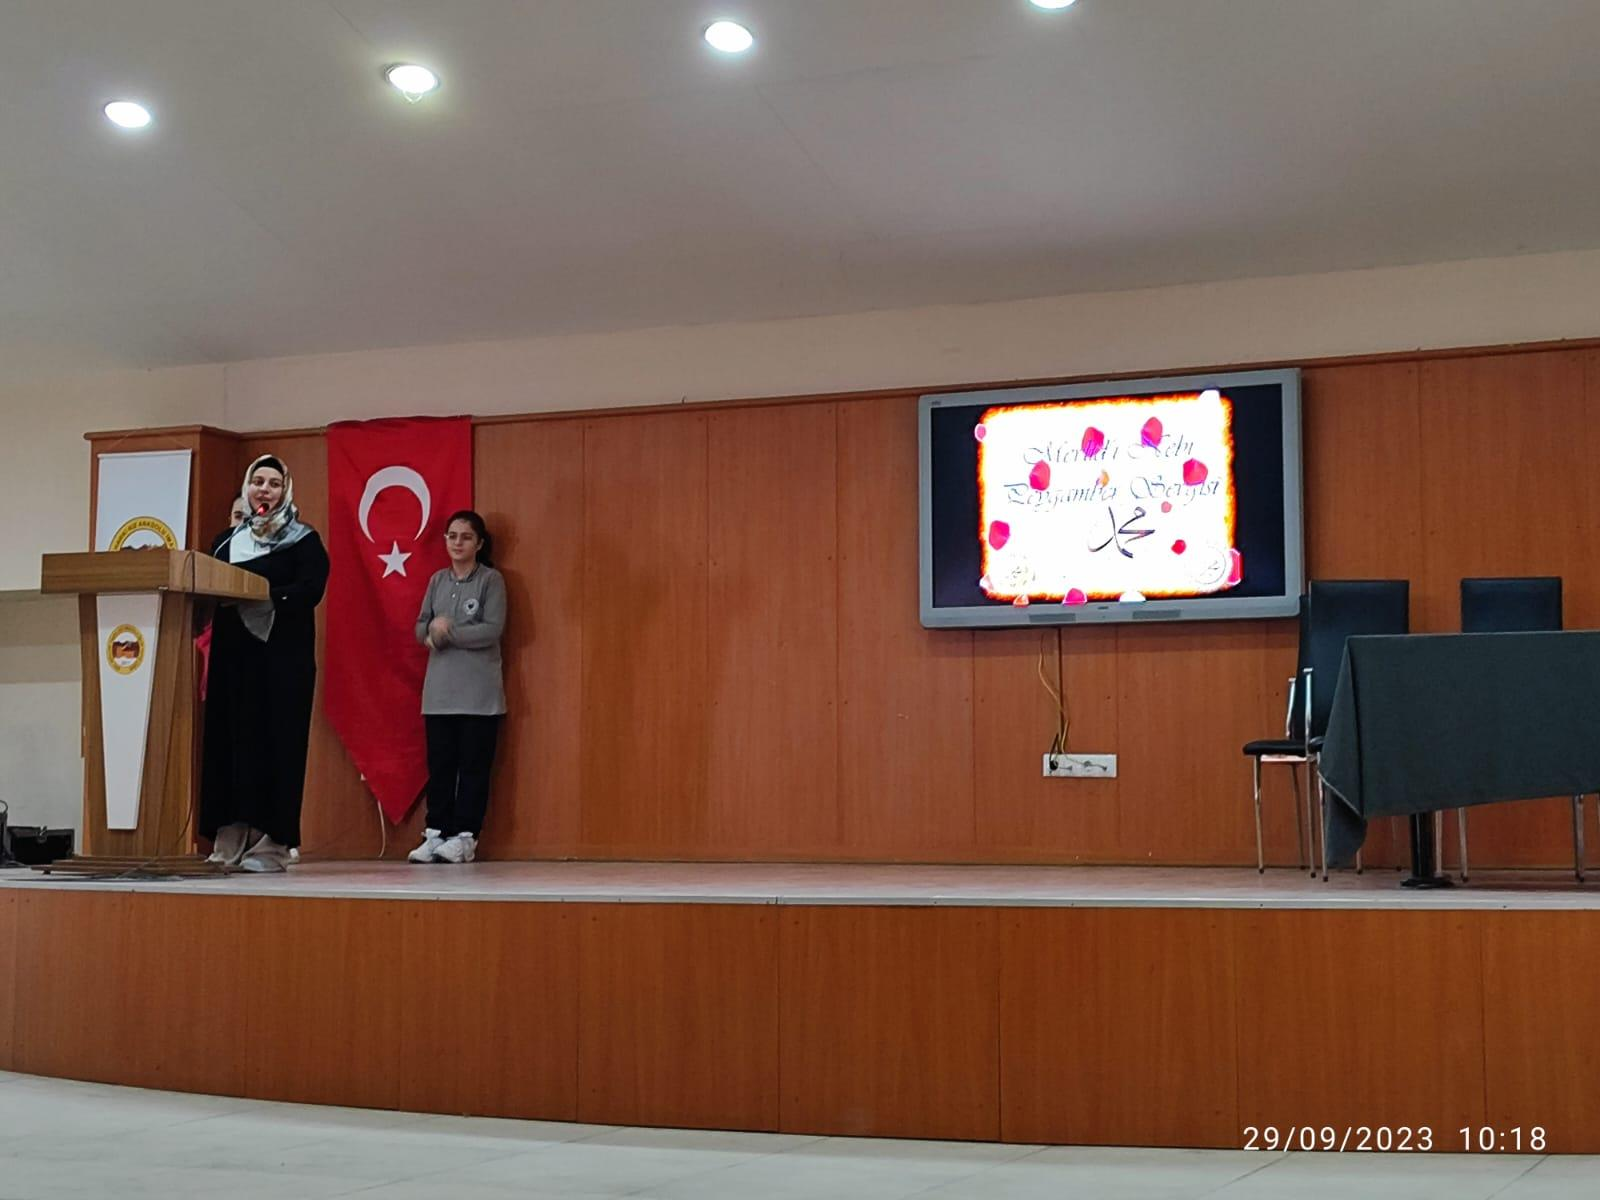 Mevlid'i Nebi
Peygamber Sevgisi
محمد
29/09/2023 10:18